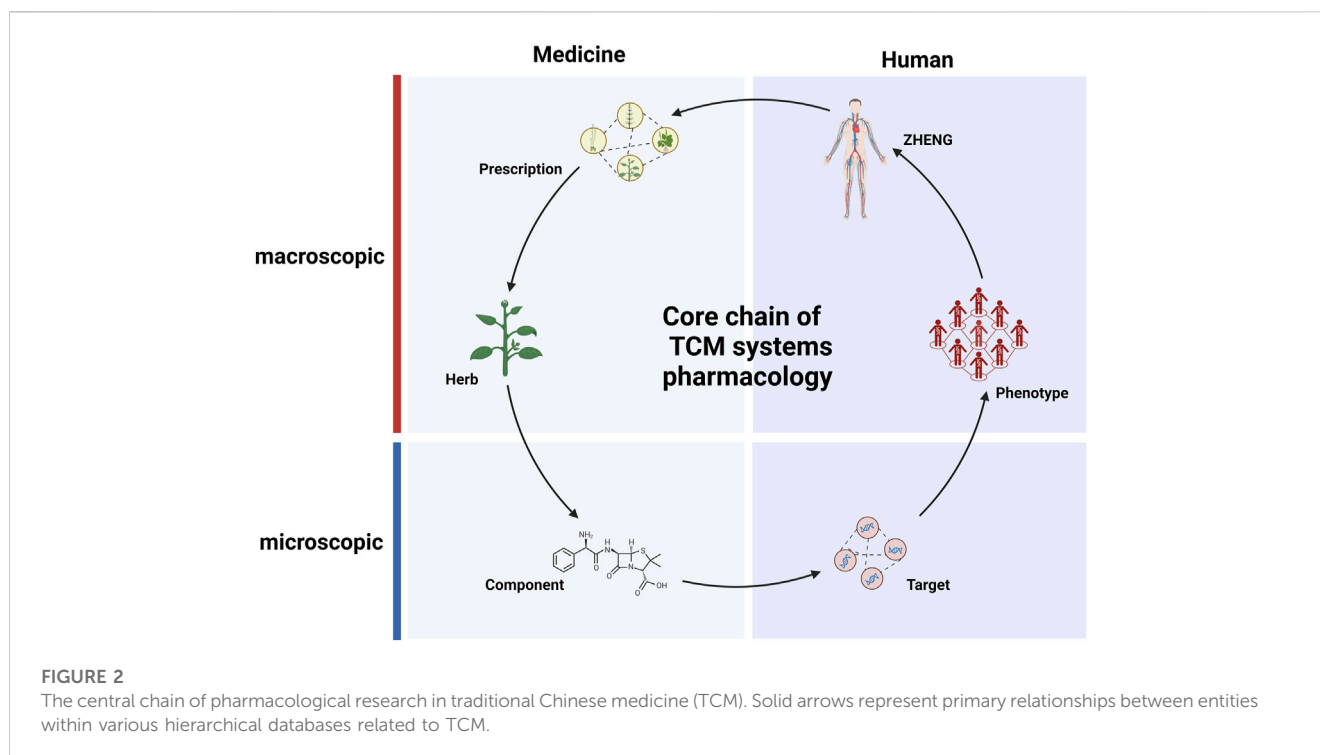 Medicine
Human
Prescription
ZHENG
macroscopic
Herb
Core chain of
TCM systems
pharmacology
Phenotype
microscopic
NH₂
H
N
H
S
O
N
O
O
OH
Component
Target
FIGURE 2
The central chain of pharmacological research in traditional Chinese medicine (TCM). Solid arrows represent primary relationships between entities
within various hierarchical databases related to TCM.